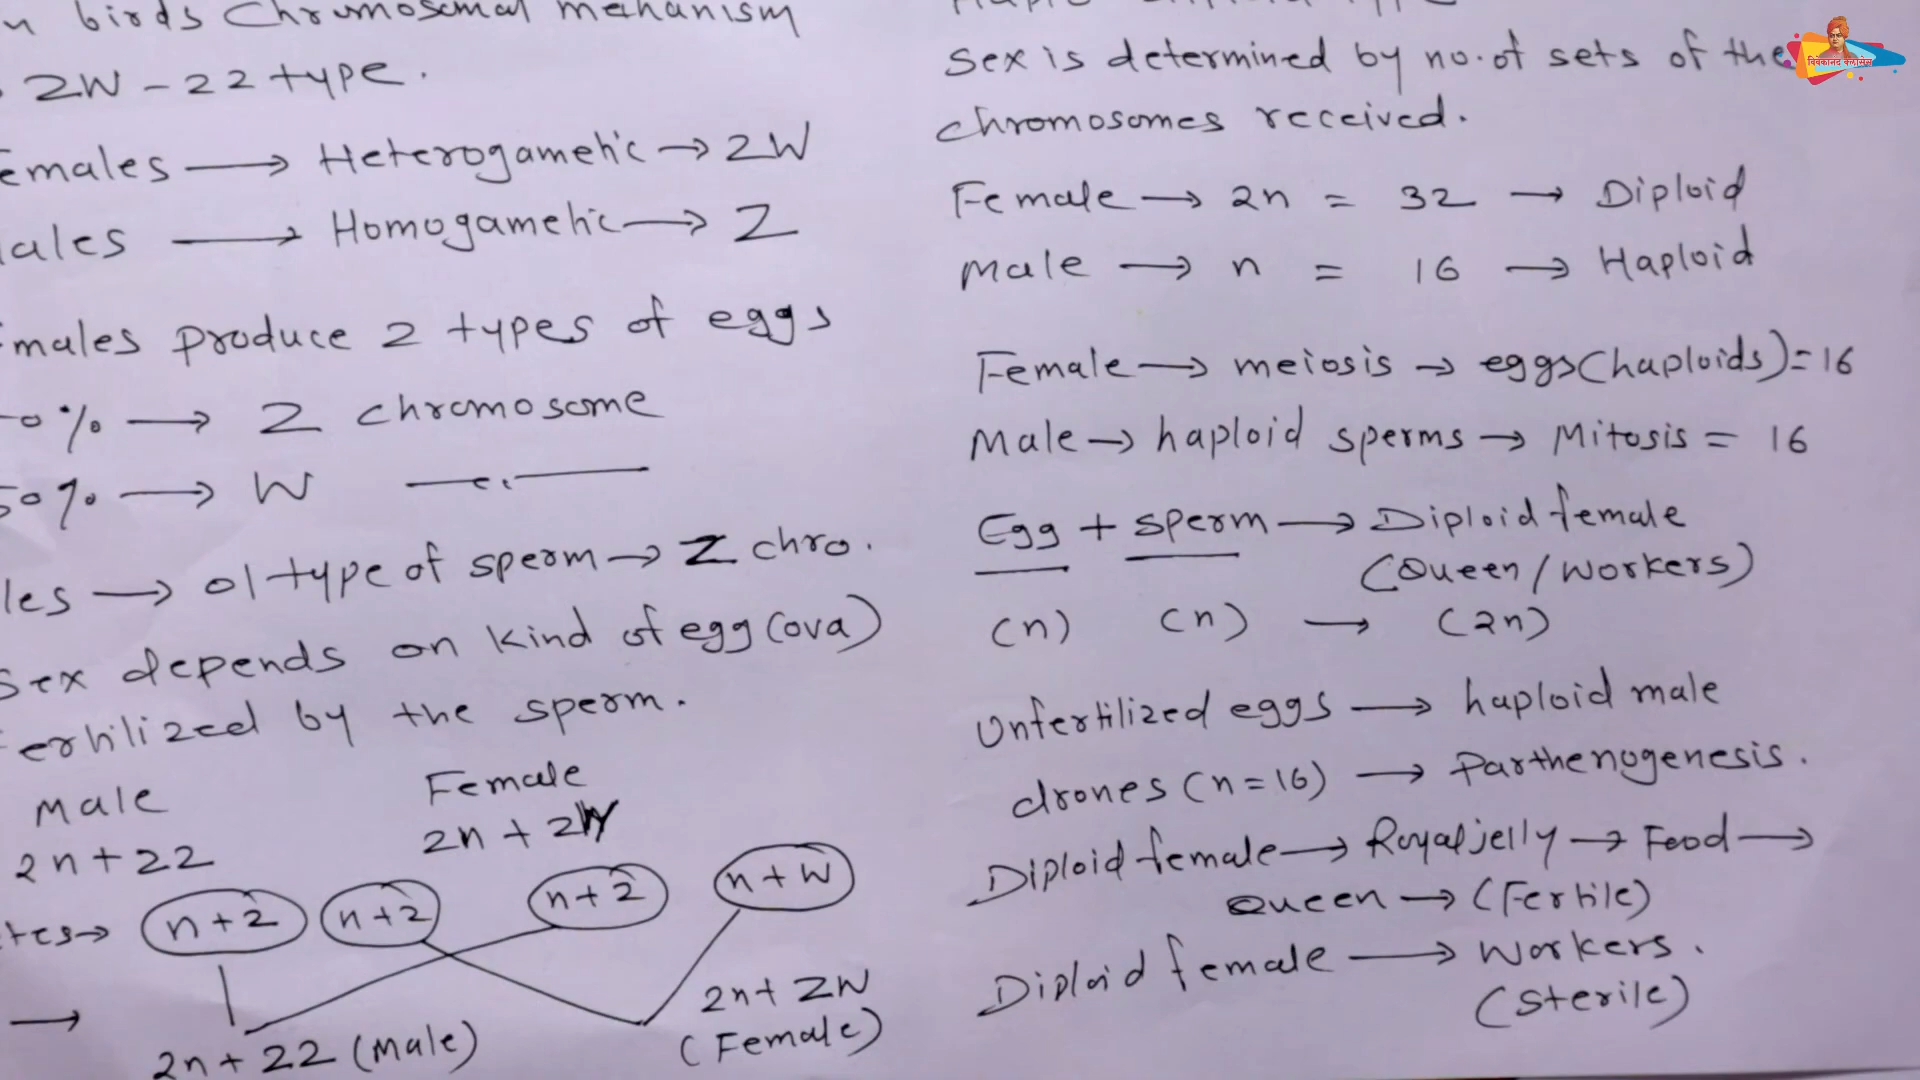 birds Chromosomal mechanism
ZW - ZZ type.
emales → Heterogametic → ZW
ales → Homogametic → Z
males produce 2 types of eggs
0% → Z chromosome
50% → W —〃—
les → 01 type of sperm → Z chro.
Sex depends on kind of egg (ova)
fertilized by the sperm.
Male Female
2n + ZZ 2n + ZW
tes → n + Z n + Z n + Z n + W
→ 2n + ZZ (Male) 2n + ZW (Female)
Sex is determined by no. of sets of the
chromosomes received.
Female → 2n = 32 → Diploid
Male → n = 16 → Haploid
Female → meiosis → eggs (haploids) = 16
Male → haploid sperms → Mitosis = 16
Egg + sperm → Diploid female
(Queen / workers)
(n) (n) → (2n)
Unfertilized eggs → haploid male
drones (n = 16) → Parthenogenesis.
Diploid female → Royal jelly → Food →
Queen → (Fertile)
Diploid female → Workers.
(Sterile)
विवेकानंद क्लासेस